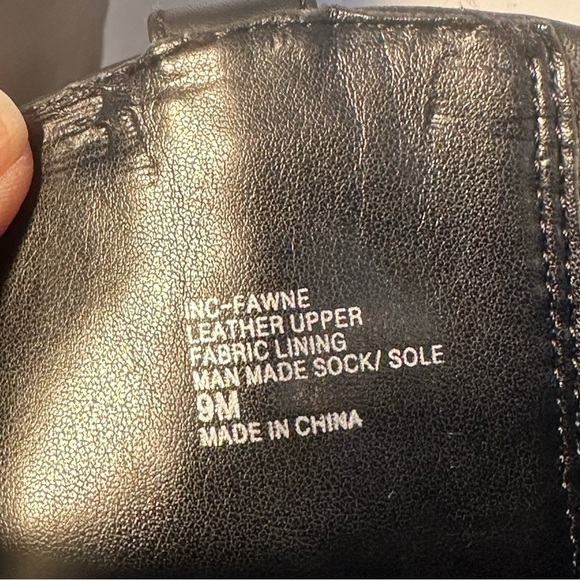 INC-FAWNE
LEATHER UPPER
FABRIC LINING
MAN MADE SOCK/ SOLE
9M
MADE IN CHINA